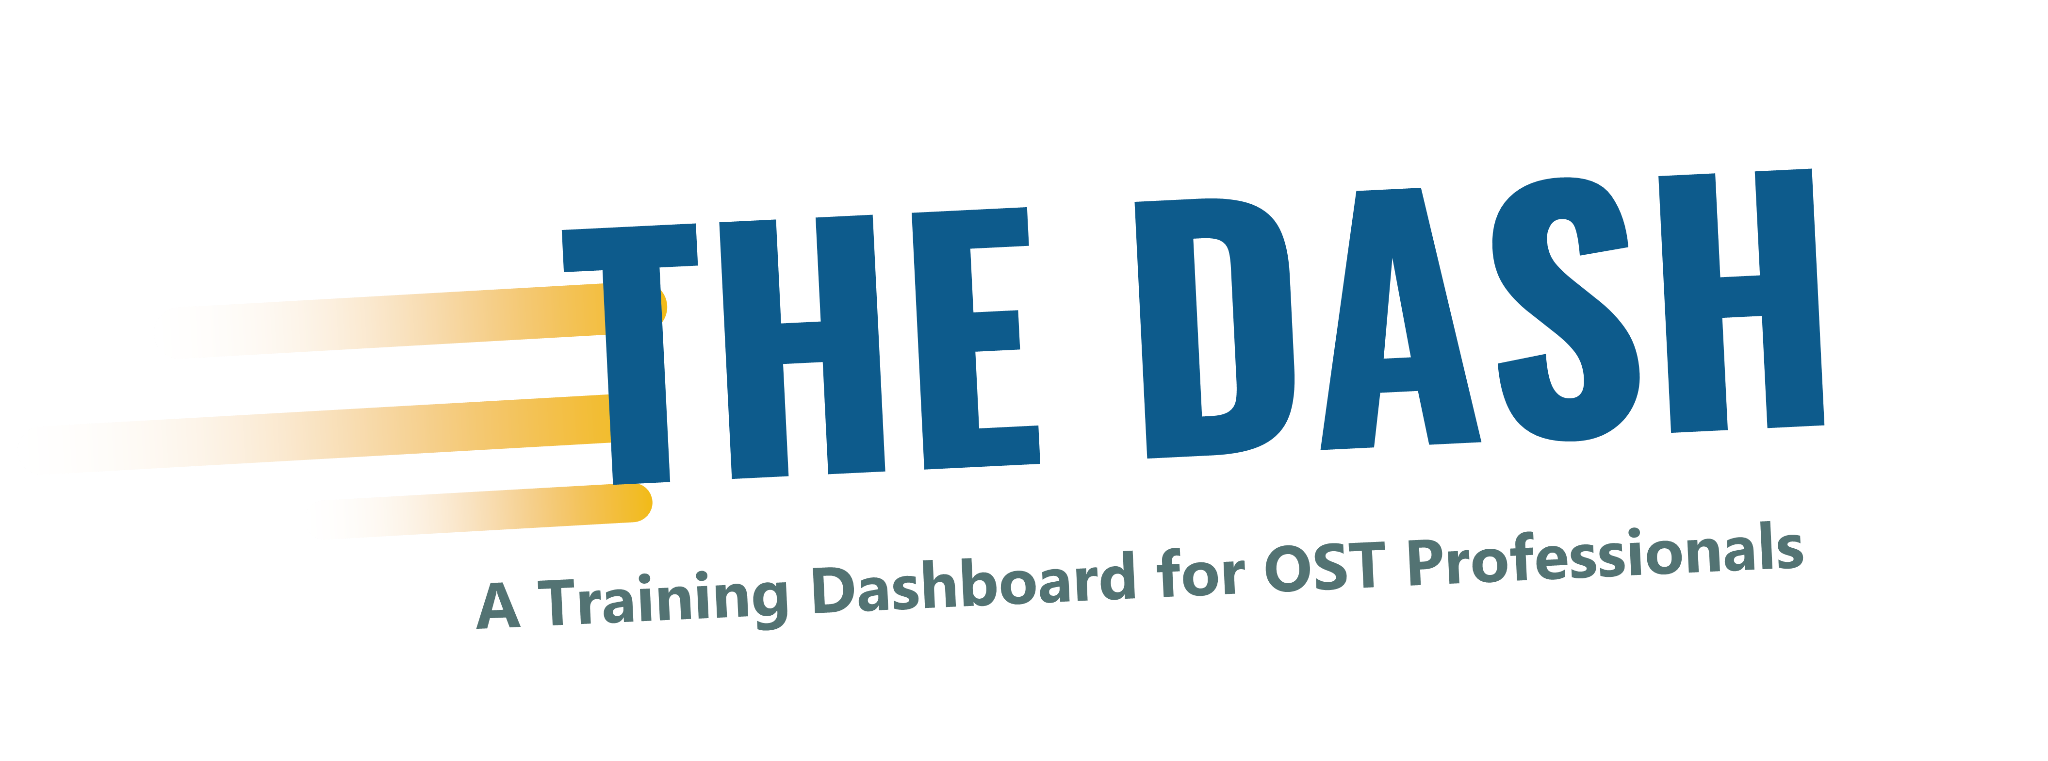 THE DASH
A Training Dashboard for OST Professionals